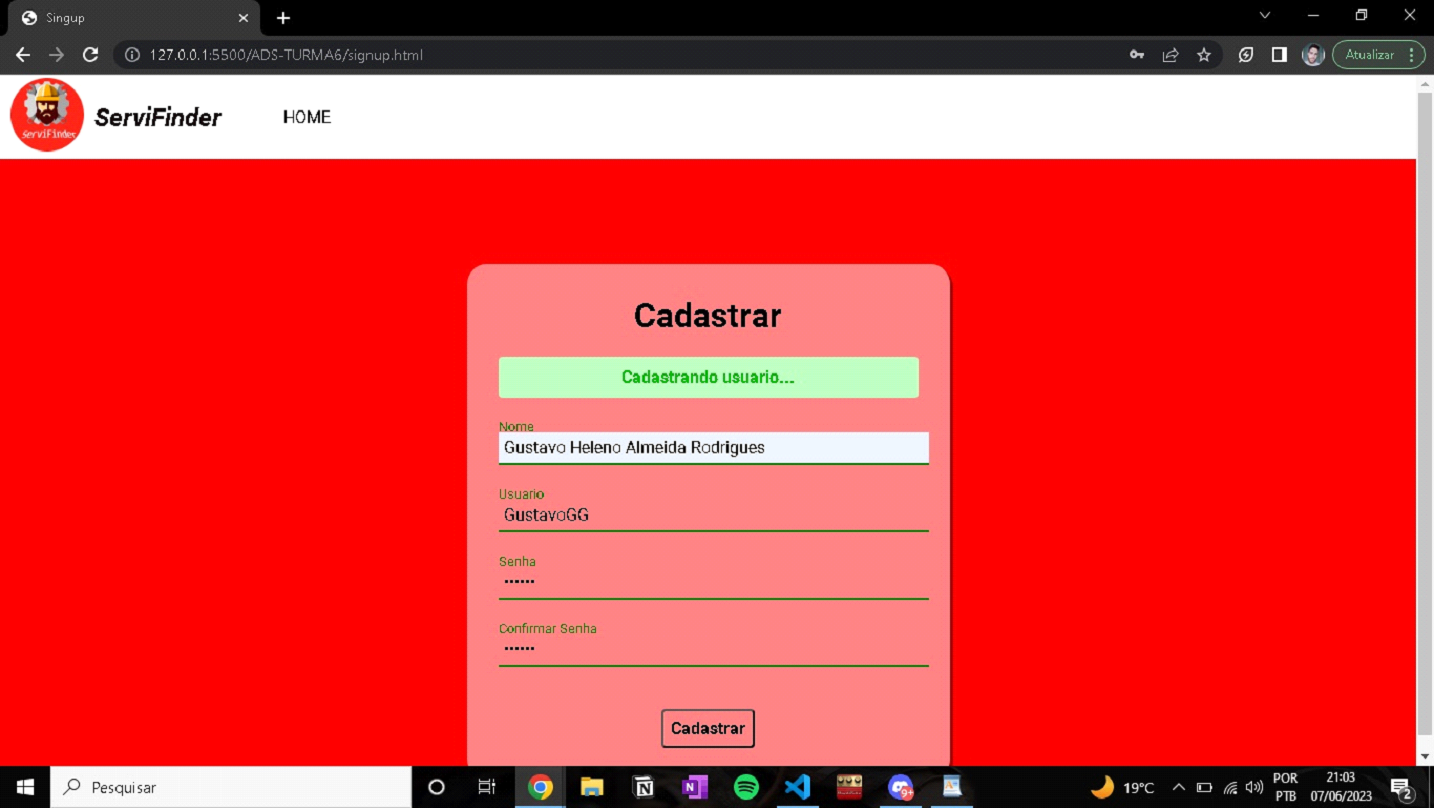 Singup
127.0.0.1:5500/ADS-TURMA6/signup.html
Atualizar
ServiFinder
ServiFinder
HOME
Cadastrar
Cadastrando usuario...
Nome
Gustavo Heleno Almeida Rodrigues
Usuario
GustavoGG
Senha
••••••
Confirmar Senha
••••••
Cadastrar
Pesquisar
9+
19°C
POR
PTB
21:03
07/06/2023
2